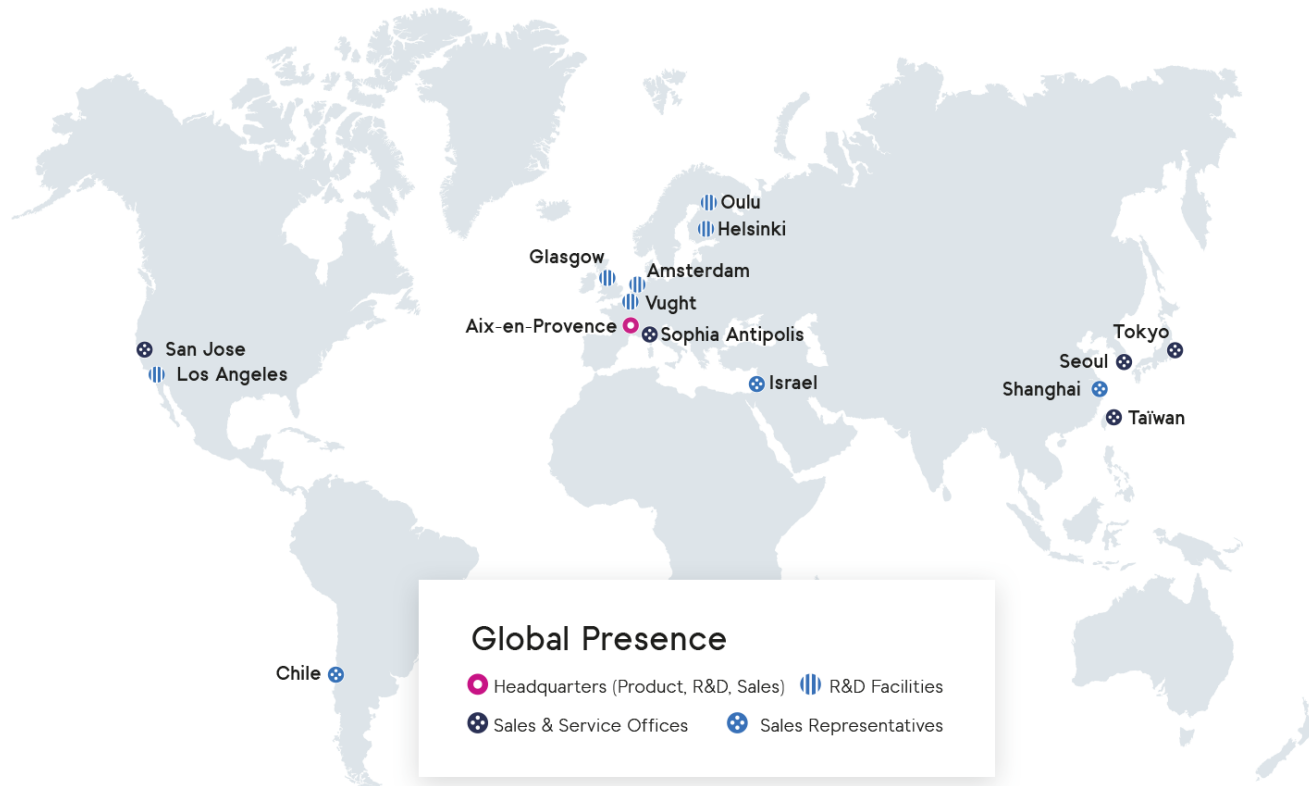 Oulu
Helsinki
Glasgow
Amsterdam
Vught
Aix-en-Provence
Sophia Antipolis
Tokyo
San Jose
Seoul
Los Angeles
Israel
Shanghai
Taïwan
Global Presence
Chile
Headquarters (Product, R&D, Sales)
R&D Facilities
Sales & Service Offices
Sales Representatives